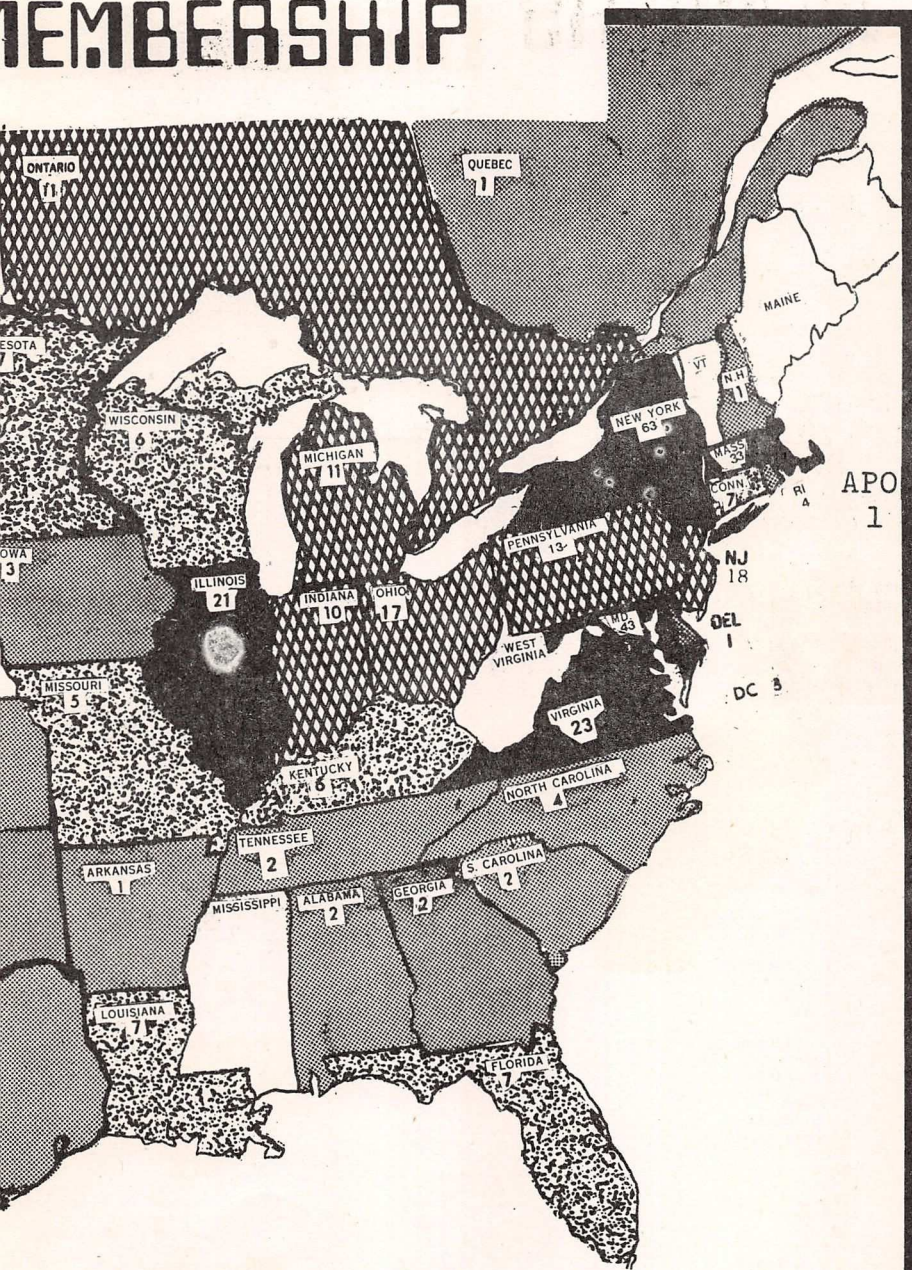 EMBERSHIP
ONTARIO
11
QUEBEC
1
MAINE
ESOTA
7
VT
N.H
1
WISCONSIN
6
NEW YORK
63
MICHIGAN
11
MASS.
33
CONN.
7
RI
4
APO
1
PENNSYLVANIA
13
OWA
3
NJ
18
ILLINOIS
21
INDIANA
10
OHIO
17
MD.
43
DEL
1
WEST
VIRGINIA
MISSOURI
5
DC 3
VIRGINIA
23
KENTUCKY
6
NORTH CAROLINA
4
TENNESSEE
2
S. CAROLINA
2
ARKANSAS
1
MISSISSIPPI
ALABAMA
2
GEORGIA
2
LOUISIANA
7
FLORIDA
7